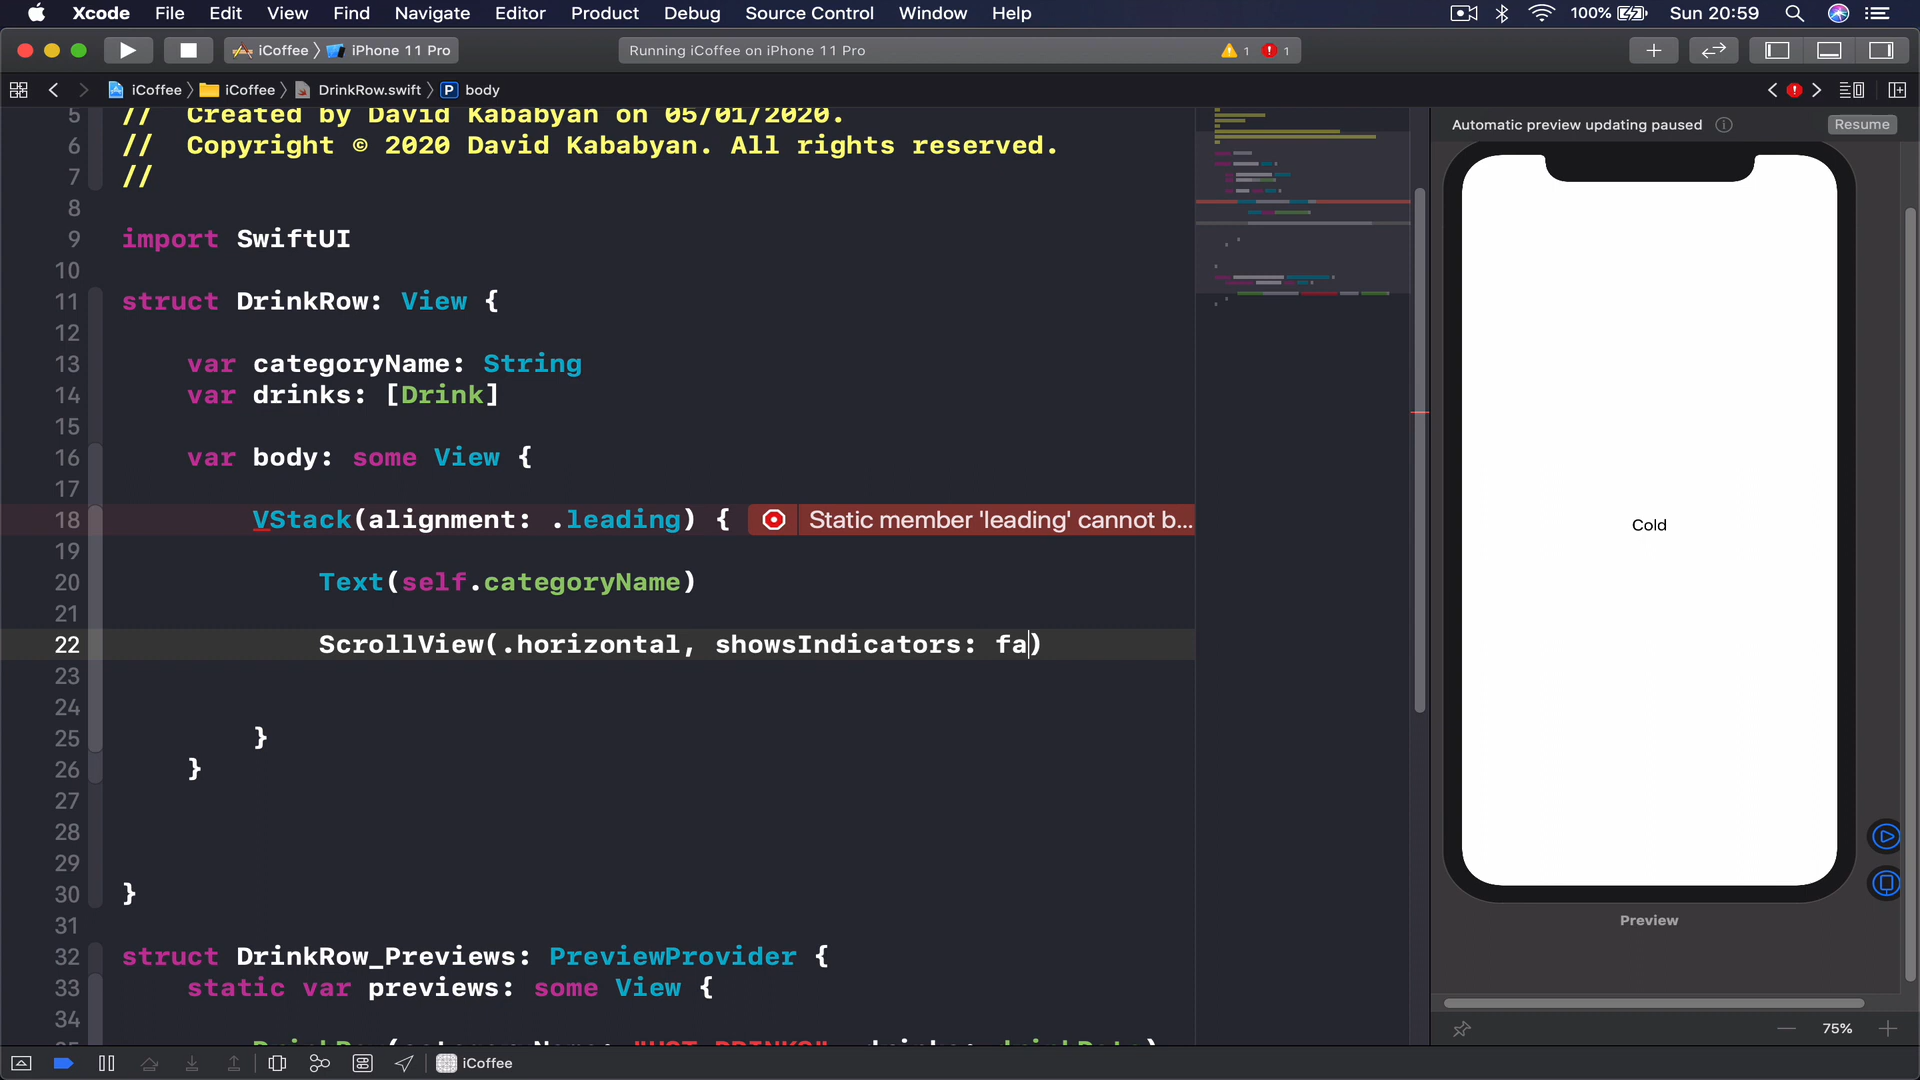 Xcode File Edit View Find Navigate Editor Product Debug Source Control Window Help 100% Sun 20:59
iCoffee iPhone 11 Pro Running iCoffee on iPhone 11 Pro 1 1
iCoffee iCoffee DrinkRow.swift P body
Automatic preview updating paused Resume
5 // Created by David Kababyan on 05/01/2020.
6 // Copyright © 2020 David Kababyan. All rights reserved.
7 //
8
9 import SwiftUI
10
11 struct DrinkRow: View {
12
13 var categoryName: String
14 var drinks: [Drink]
15
16 var body: some View {
17
18 VStack(alignment: .leading) { Static member 'leading' cannot b...
19
20 Text(self.categoryName)
21
22 ScrollView(.horizontal, showsIndicators: fa)
23
24
25 }
26 }
27
28
29
30 }
31
32 struct DrinkRow_Previews: PreviewProvider {
33 static var previews: some View {
34
Cold
Preview
75%
iCoffee